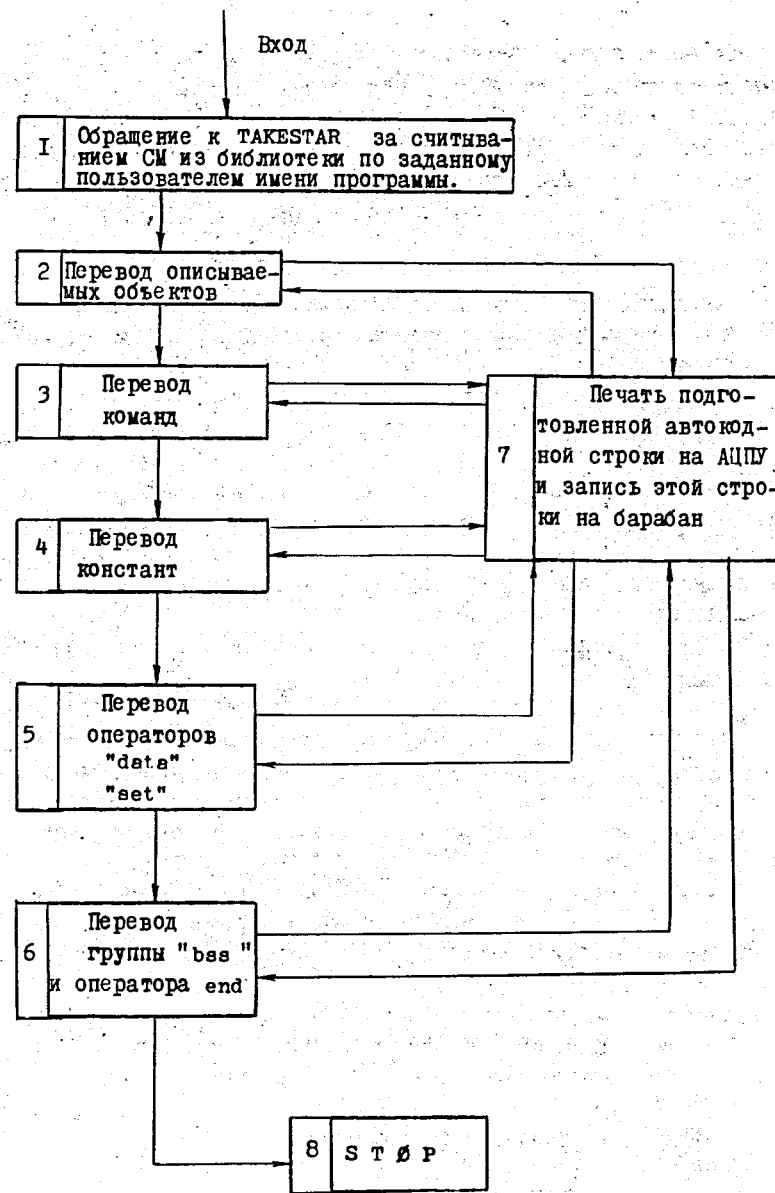 Вход
I
Обращение к TAKESTAR за считыва-
нием СМ из библиотеки по заданному
пользователем имени программы.
2
Перевод описывае-
мых объектов
3
Перевод
команд
7
Печать подго-
товленной автокод-
ной строки на АЦПУ
и запись этой стро-
ки на барабан
4
Перевод
констант
5
Перевод
операторов
"data"
"set"
6
Перевод
группы "bss"
и оператора end
8
S T Ø P